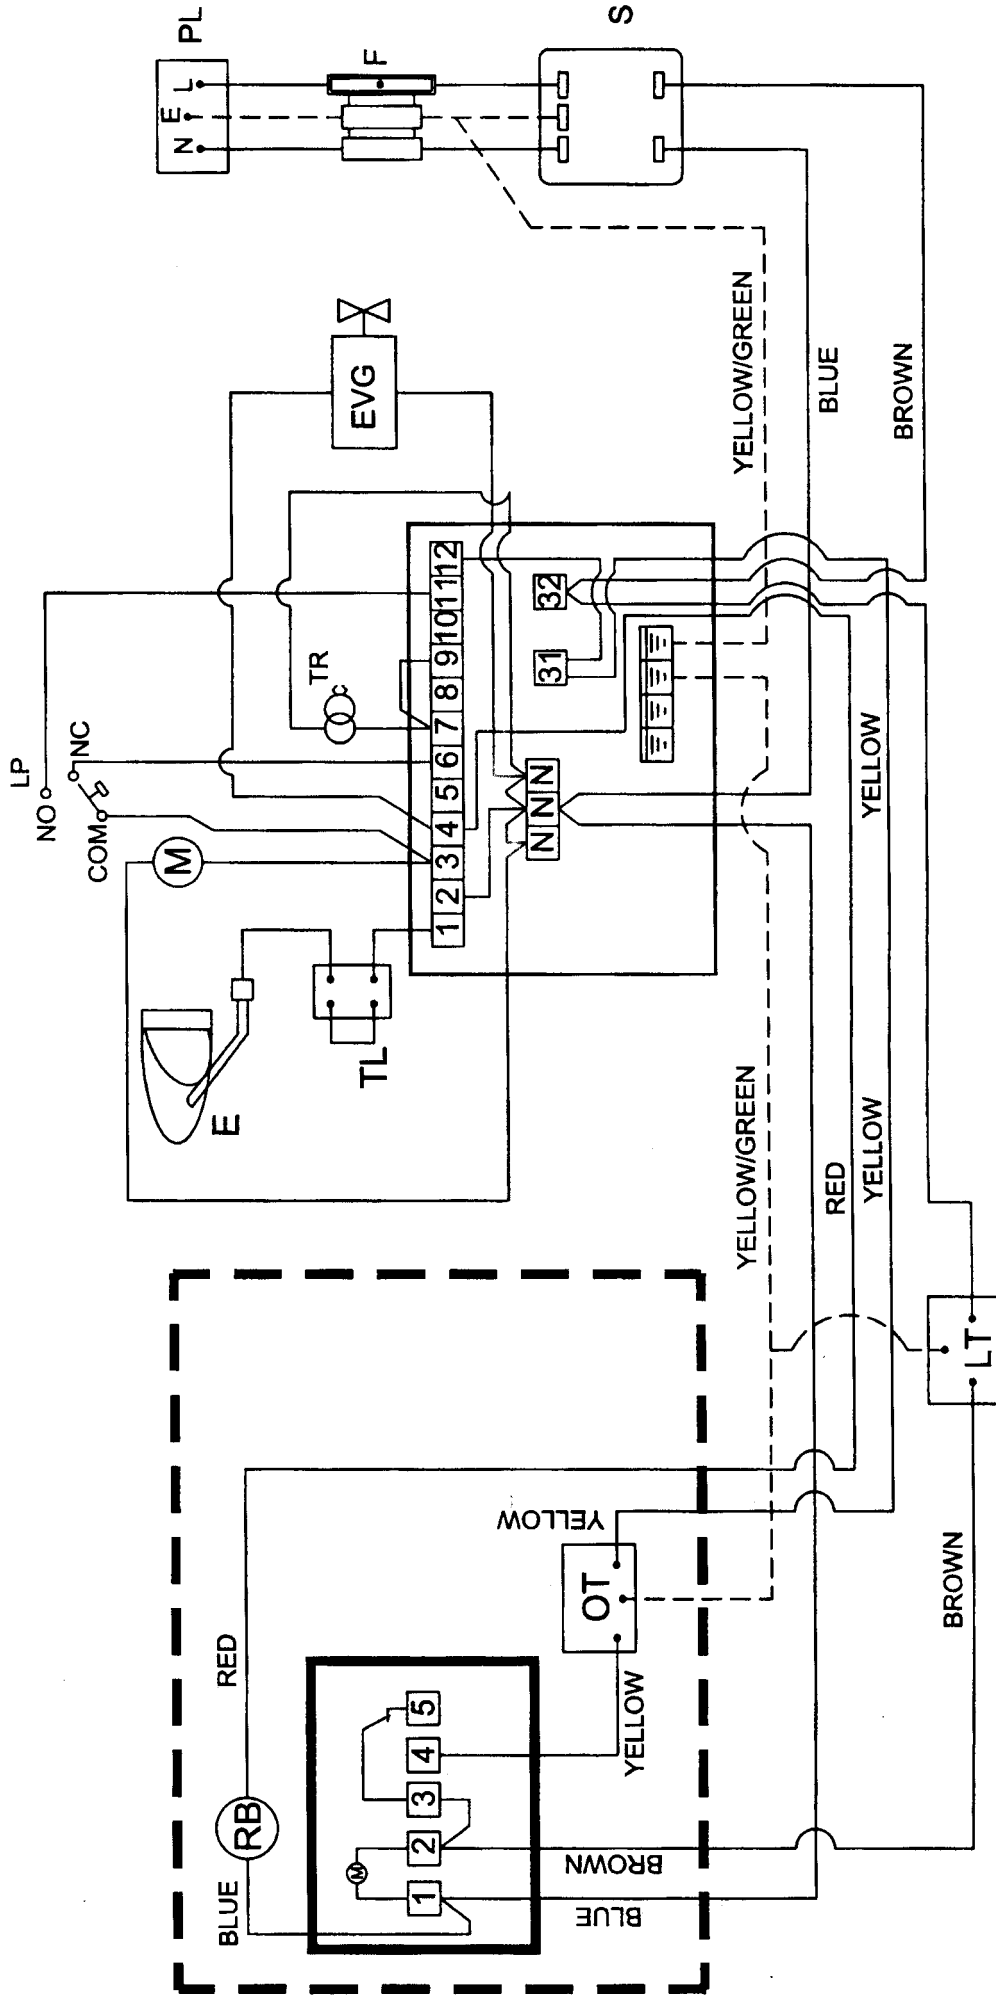 PL
N E L
F
S
YELLOW/GREEN
BLUE
BROWN
EVG
LP
NO
NC
COM
TR
M
1 2 3 4 5 6 7 8 9 10 11 12
31
32
N N N
E
TL
YELLOW
YELLOW/GREEN
RED
YELLOW
LT
BROWN
YELLOW
OT
YELLOW
RED
RB
BLUE
M
1 2 3 4 5
BROWN
BLUE